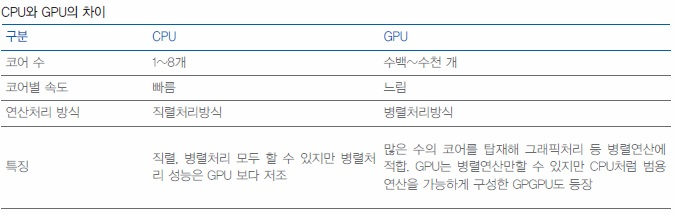 CPU와 GPU의 차이
구분 CPU GPU
코어 수 1~8개 수백~수천 개
코어별 속도 빠름 느림
연산처리 방식 직렬처리방식 병렬처리방식
특징
직렬, 병렬처리 모두 할 수 있지만 병렬처
리 성능은 GPU 보다 저조
많은 수의 코어를 탑재해 그래픽처리 등 병렬연산에
적합. GPU는 병렬연산만할 수 있지만 CPU처럼 범용
연산을 가능하게 구성한 GPGPU도 등장